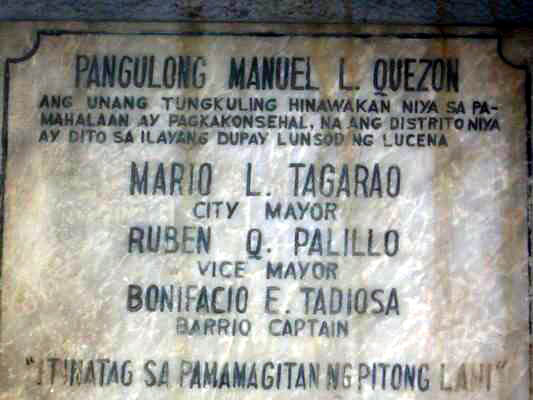 PANGULONG MANUEL L. QUEZON
ANG UNANG TUNGKULING HINAWAKAN NIYA SA PA-
MAHALAAN AY PAGKAKONSEHAL, NA ANG DISTRITO NIYA
AY DITO SA ILAYANG DUPAY LUNSOD NG LUCENA
MARIO L. TAGARAO
CITY MAYOR
RUBEN Q. PALILLO
VICE MAYOR
BONIFACIO E. TADIOSA
BARRIO CAPTAIN
"ITINATAG SA PAMAMAGITAN NG PITONG LAHI"